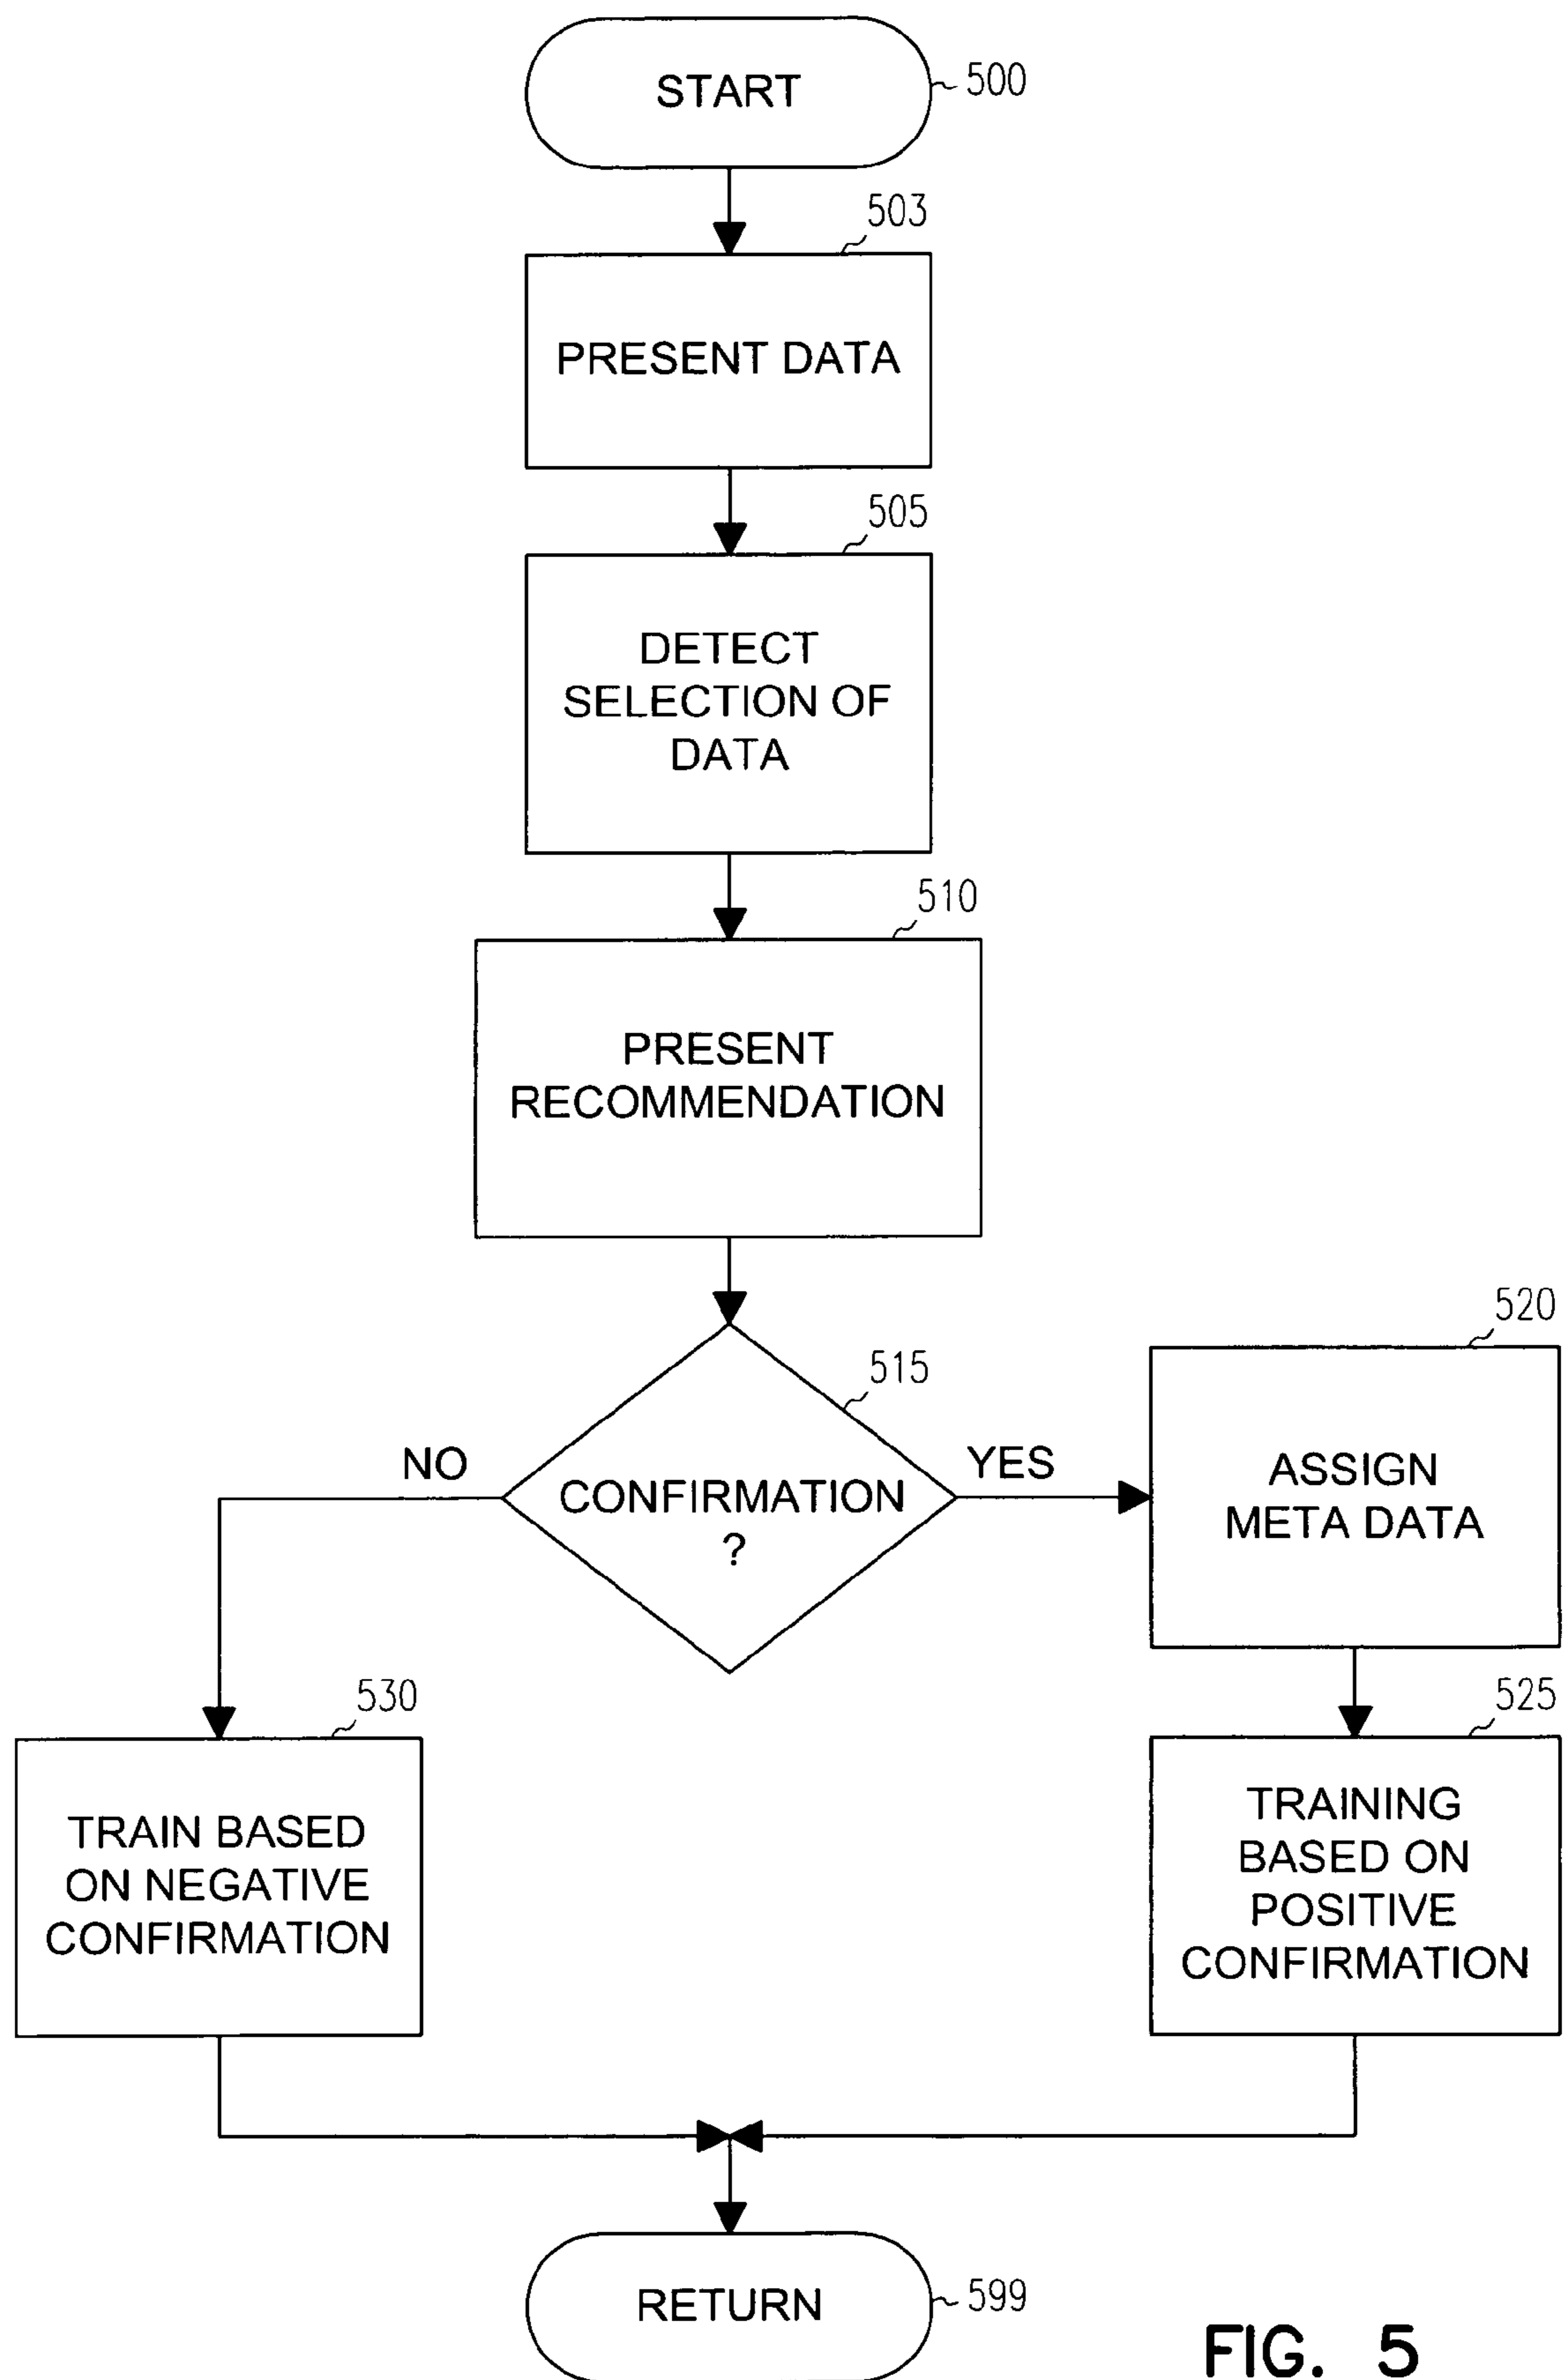 START
500
503
PRESENT DATA
505
DETECT
SELECTION OF
DATA
510
PRESENT
RECOMMENDATION
515
CONFIRMATION
?
NO
YES
520
ASSIGN
META DATA
530
TRAIN BASED
ON NEGATIVE
CONFIRMATION
525
TRAINING
BASED ON
POSITIVE
CONFIRMATION
RETURN
599
FIG. 5